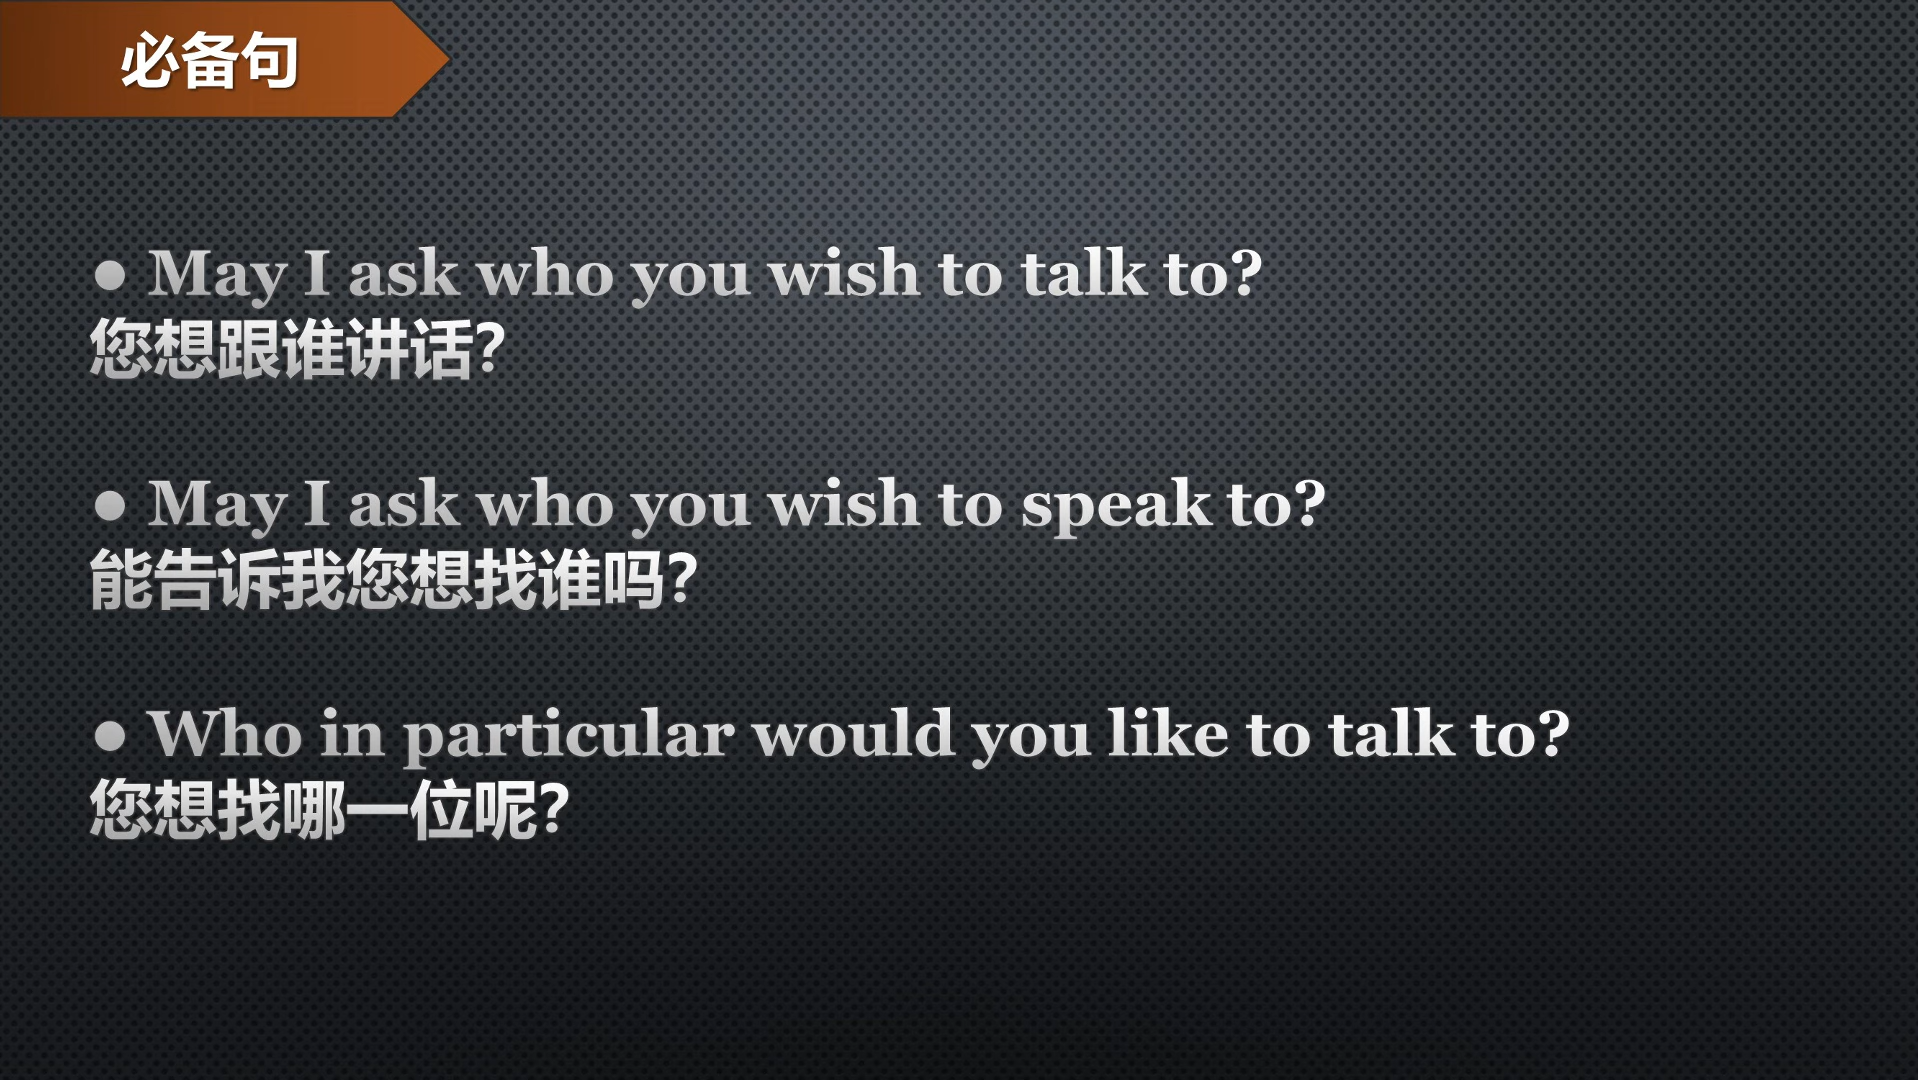 必备句
● May I ask who you wish to talk to?
您想跟谁讲话？
● May I ask who you wish to speak to?
能告诉我您想找谁吗？
● Who in particular would you like to talk to?
您想找哪一位呢？